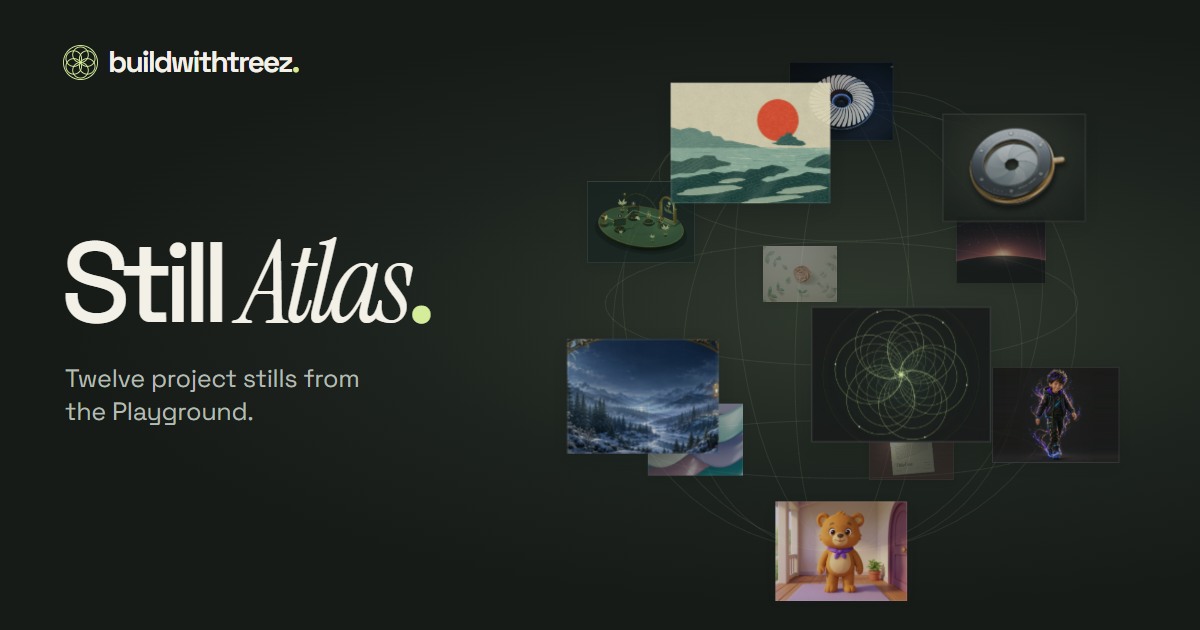 buildwithtreez.
Still Atlas.
Twelve project stills from
the Playground.